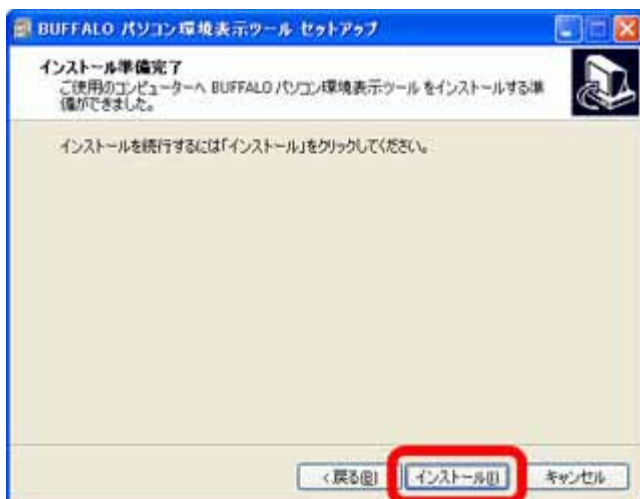 BUFFALO パソコン環境表示ツール セットアップ
インストール準備完了
ご使用のコンピューターへ BUFFALO パソコン環境表示ツール をインストールする準
備ができました。
インストールを続行するには「インストール」をクリックしてください。
< 戻る(B) インストール(I) キャンセル